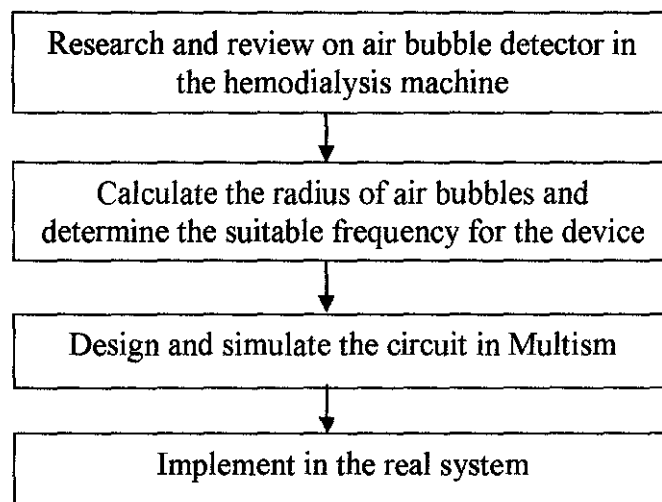 Research and review on air bubble detector in
the hemodialysis machine
Calculate the radius of air bubbles and
determine the suitable frequency for the device
Design and simulate the circuit in Multism
Implement in the real system